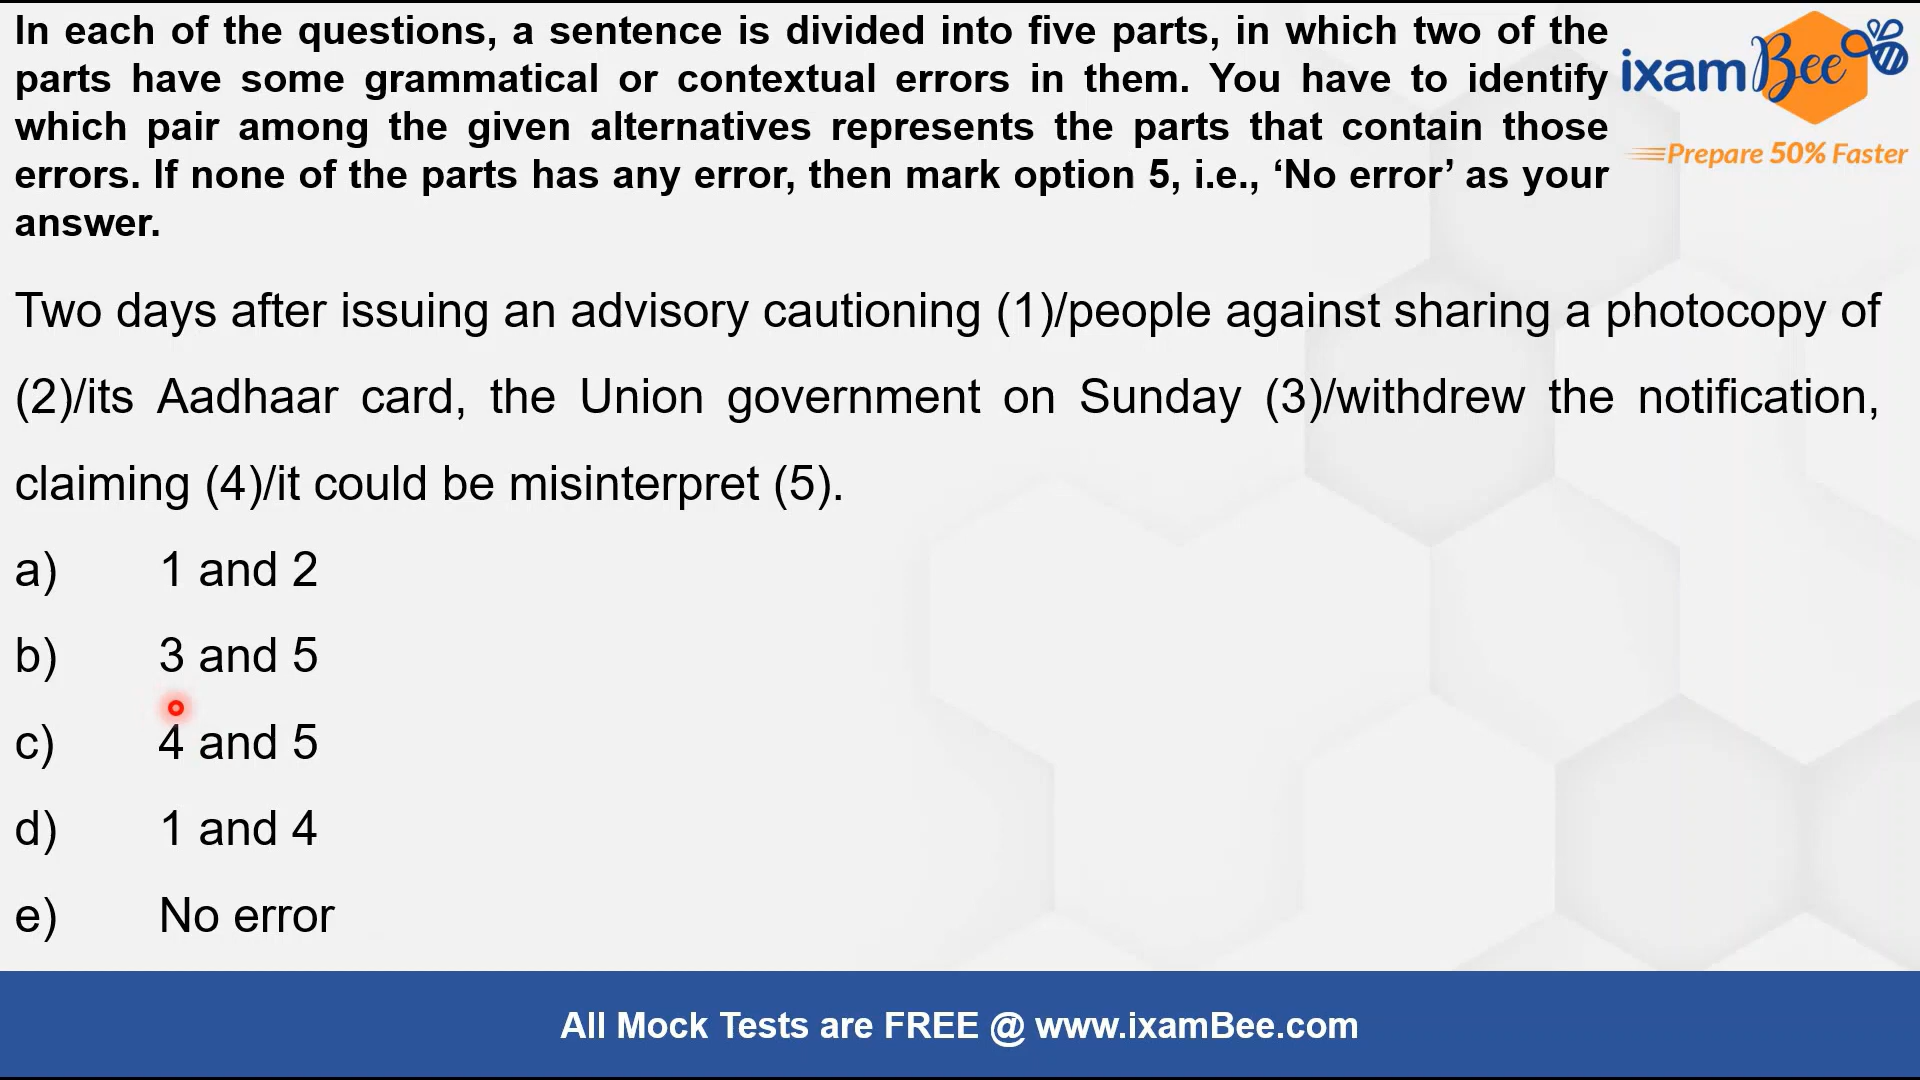 In each of the questions, a sentence is divided into five parts, in which two of the
parts have some grammatical or contextual errors in them. You have to identify
which pair among the given alternatives represents the parts that contain those
errors. If none of the parts has any error, then mark option 5, i.e., ‘No error’ as your
answer.
ixamBee
Prepare 50% Faster
Two days after issuing an advisory cautioning (1)/people against sharing a photocopy of
(2)/its Aadhaar card, the Union government on Sunday (3)/withdrew the notification,
claiming (4)/it could be misinterpret (5).
a) 1 and 2
b) 3 and 5
c) 4 and 5
d) 1 and 4
e) No error
All Mock Tests are FREE @ www.ixamBee.com